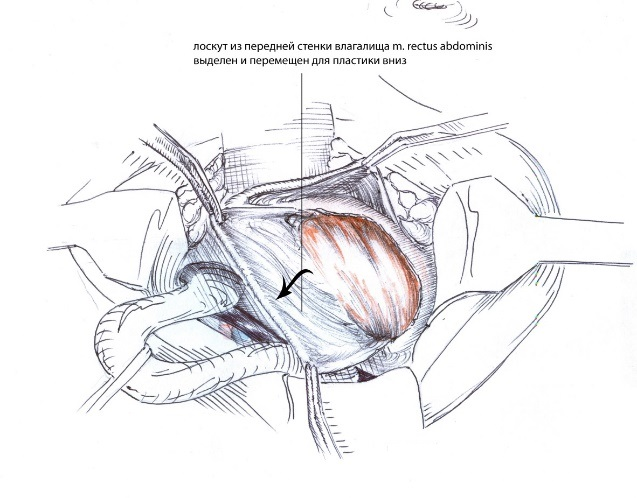 лоскут из передней стенки влагалища m. rectus abdominis
выделен и перемещен для пластики вниз